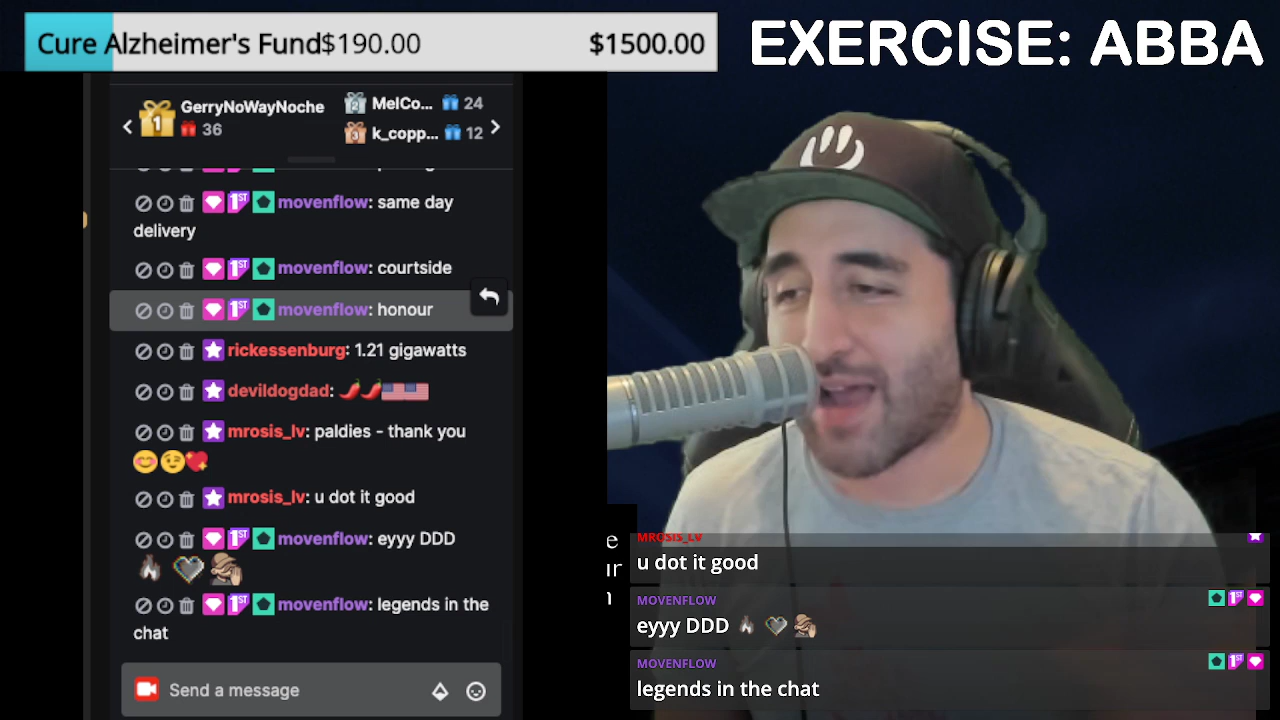 Cure Alzheimer's Fund $190.00 $1500.00
EXERCISE: ABBA
GerryNoWayNoche
36
MelCo... 24
k_copp... 12
movenflow: same day
delivery
movenflow: courtside
movenflow: honour
rickessenburg: 1.21 gigawatts
devildogdad:
mrosis_lv: paldies - thank you
mrosis_lv: u dot it good
movenflow: eyyy DDD
movenflow: legends in the
chat
Send a message
MROSIS_LV
u dot it good
MOVENFLOW
eyyy DDD
MOVENFLOW
legends in the chat